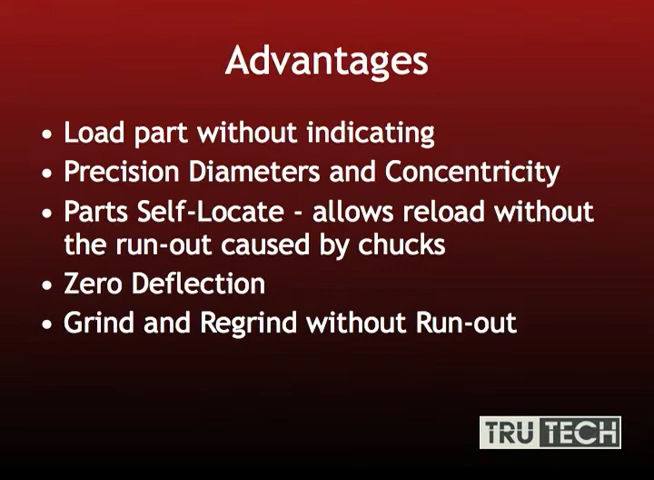 Advantages
• Load part without indicating
• Precision Diameters and Concentricity
• Parts Self-Locate - allows reload without
the run-out caused by chucks
• Zero Deflection
• Grind and Regrind without Run-out
TRU TECH